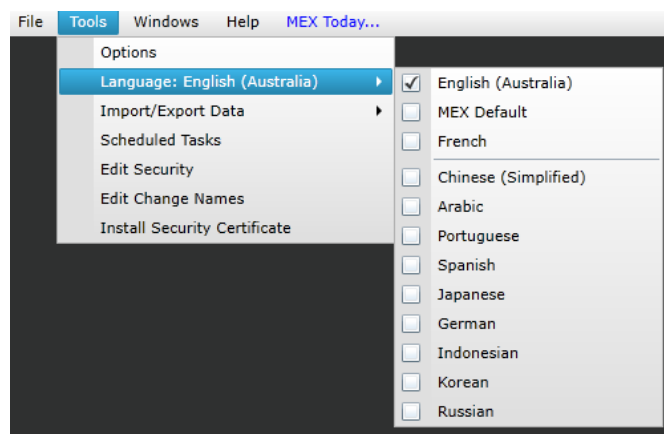 File Tools Windows Help MEX Today...
Options
Language: English (Australia)
Import/Export Data
Scheduled Tasks
Edit Security
Edit Change Names
Install Security Certificate
English (Australia)
MEX Default
French
Chinese (Simplified)
Arabic
Portuguese
Spanish
Japanese
German
Indonesian
Korean
Russian